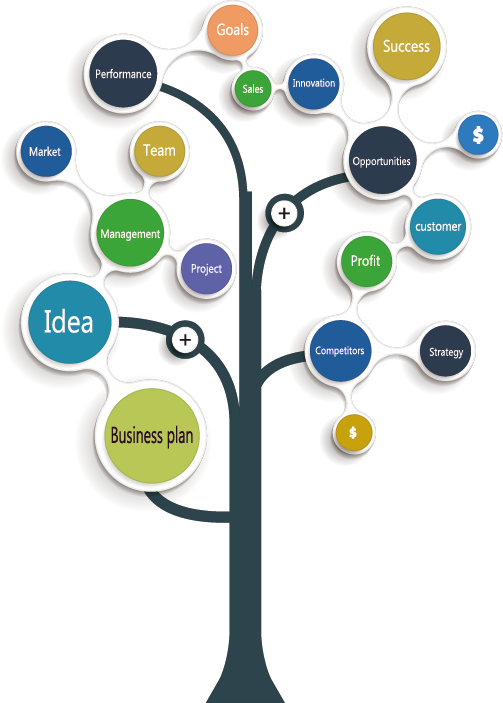 Goals
Success
Performance
Sales
Innovation
$
Market
Team
Opportunities
customer
Management
Profit
Project
Idea
Competitors
Strategy
Business plan
$